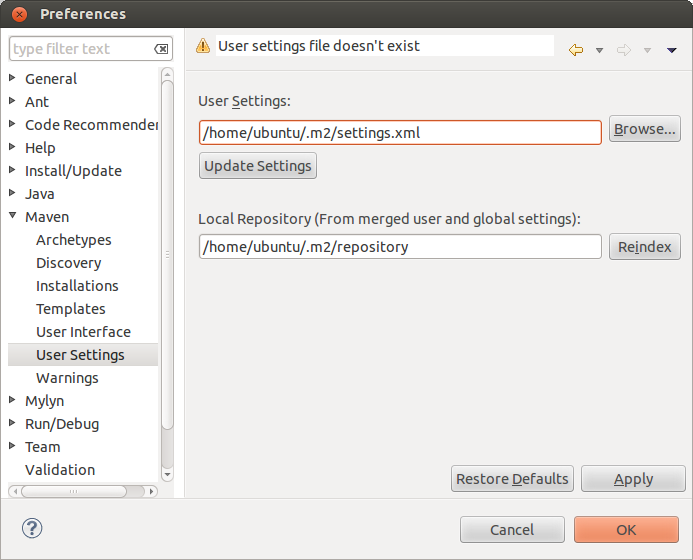 Preferences
type filter text
General
Ant
Code Recommender
Help
Install/Update
Java
Maven
Archetypes
Discovery
Installations
Templates
User Interface
User Settings
Warnings
Mylyn
Run/Debug
Team
Validation
User settings file doesn't exist
User Settings:
/home/ubuntu/.m2/settings.xml
Browse...
Update Settings
Local Repository (From merged user and global settings):
/home/ubuntu/.m2/repository
Reindex
Restore Defaults
Apply
?
Cancel
OK